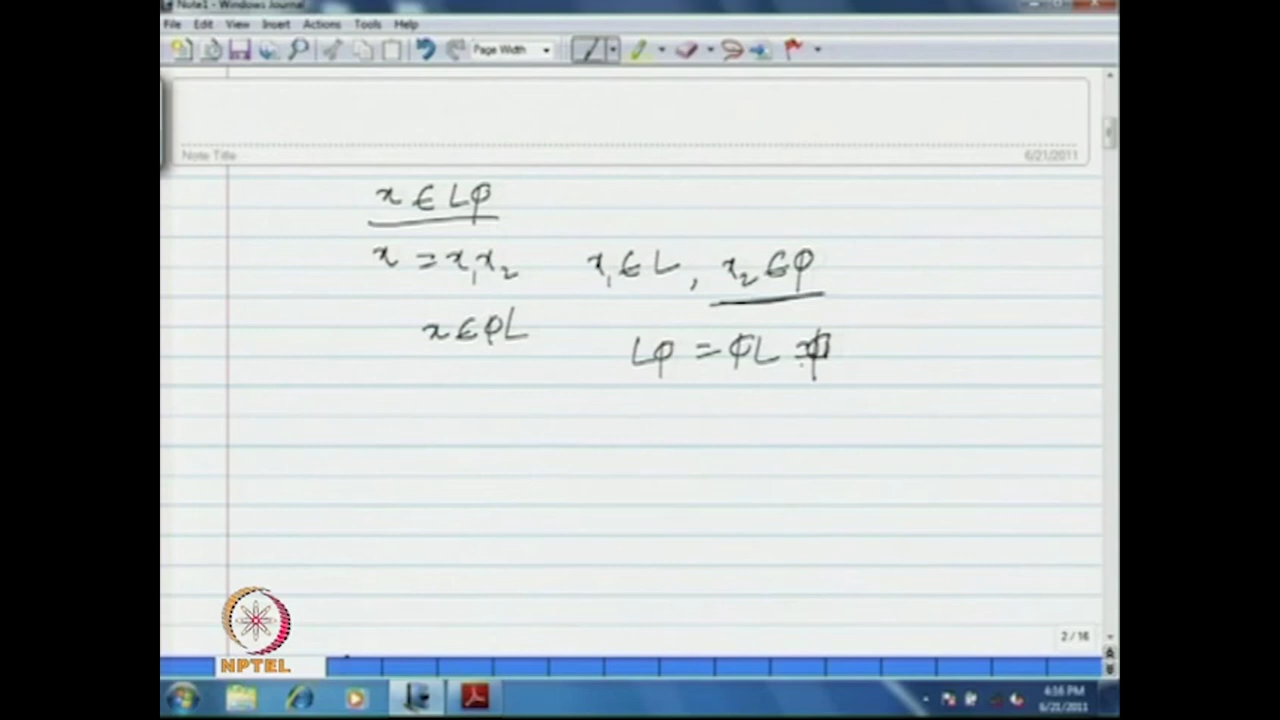 Note1 - Windows Journal
File Edit View Insert Actions Tools Help
Page Width
Note Title 6/21/2011
x ∈ Lφ
x = x₁x₂ x₁ ∈ L, x₂ ∈ φ
x ∈ φL
Lφ = φL = φ
2 / 16
NPTEL
4:16 PM
6/21/2011